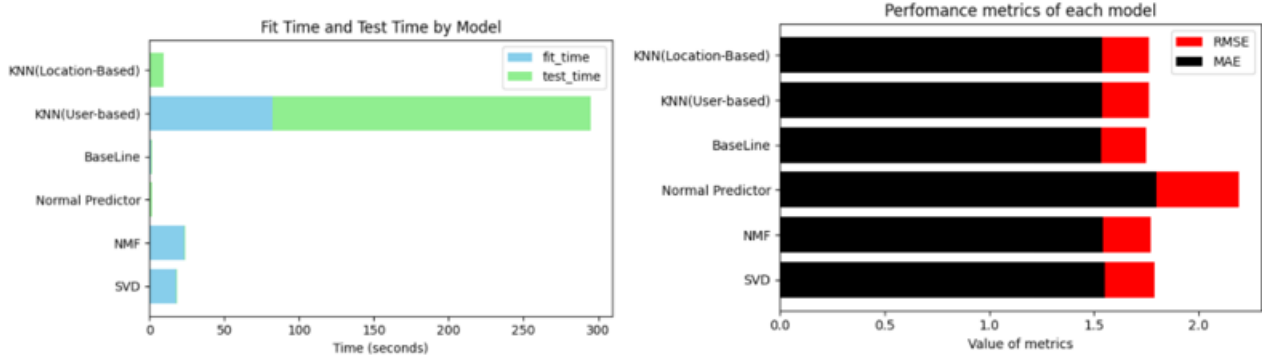 Fit Time and Test Time by Model
fit_time
test_time
KNN(Location-Based)
KNN(User-based)
BaseLine
Normal Predictor
NMF
SVD
0 50 100 150 200 250 300
Time (seconds)
Perfomance metrics of each model
RMSE
MAE
KNN(Location-Based)
KNN(User-based)
BaseLine
Normal Predictor
NMF
SVD
0.0 0.5 1.0 1.5 2.0
Value of metrics